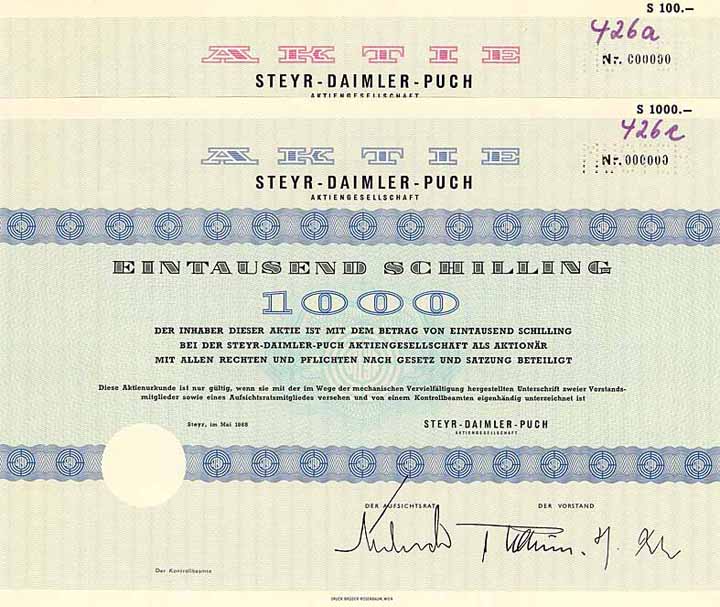 S 100.—
426a
AKTIE
Nr. 000000
STEYR-DAIMLER-PUCH
AKTIENGESELLSCHAFT
S 1000.—
426c
AKTIE
Nr. 000000
STEYR-DAIMLER-PUCH
AKTIENGESELLSCHAFT
EINTAUSEND SCHILLING
1000
DER INHABER DIESER AKTIE IST MIT DEM BETRAG VON EINTAUSEND SCHILLING
BEI DER STEYR-DAIMLER-PUCH AKTIENGESELLSCHAFT ALS AKTIONÄR
MIT ALLEN RECHTEN UND PFLICHTEN NACH GESETZ UND SATZUNG BETEILIGT
Diese Aktienurkunde ist nur gültig, wenn sie mit der im Wege der mechanischen Vervielfältigung hergestellten Unterschrift zweier Vorstands-
mitglieder sowie eines Aufsichtsratsmitgliedes versehen und von einem Kontrollbeamten eigenhändig unterzeichnet ist
Steyr, im Mai 1968
STEYR-DAIMLER-PUCH
AKTIENGESELLSCHAFT
DER AUFSICHTSRAT
DER VORSTAND
Der Kontrollbeamte
DRUCK BRÜDER ROSENBAUM, WIEN